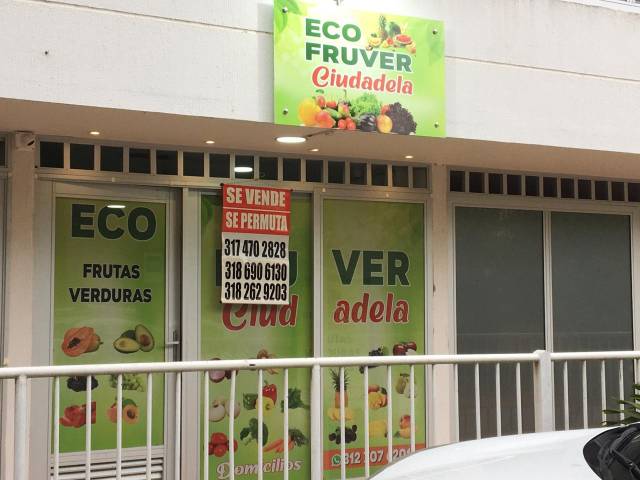 ECO
FRUVER
Ciudadela
SE VENDE
SE PERMUTA
317 470 2828
318 690 6130
318 262 9203
ECO
FRUTAS
VERDURAS
VER
Ciud
adela
Domicilios